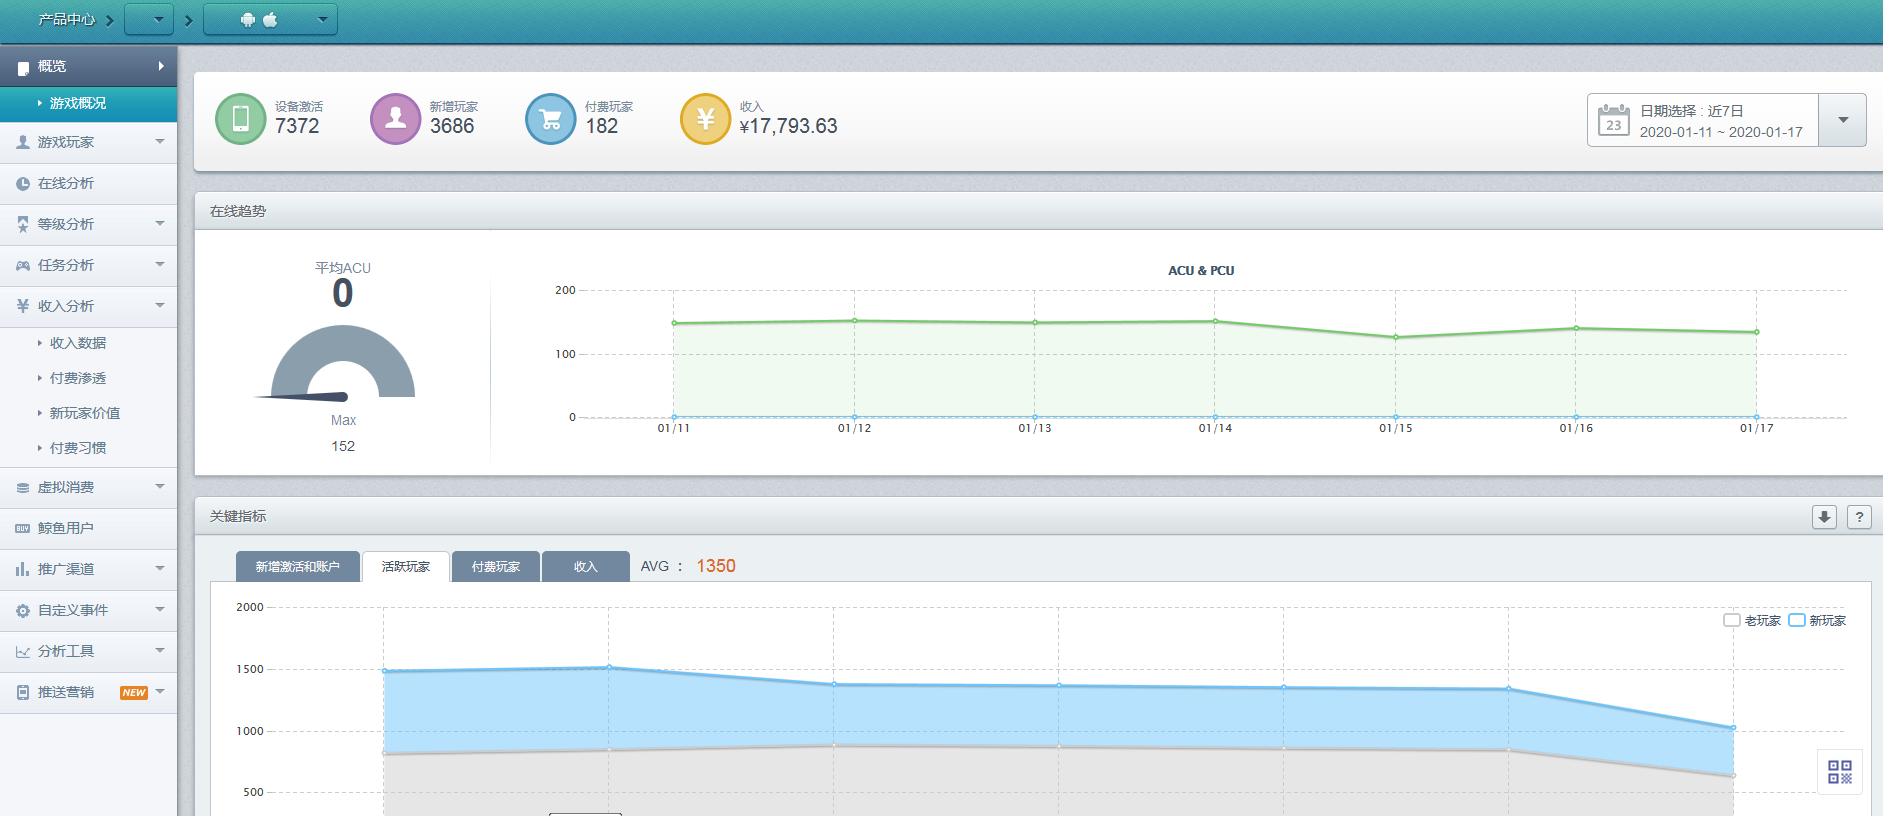 产品中心
概览
游戏概况
游戏玩家
在线分析
等级分析
任务分析
收入分析
收入数据
付费渗透
新玩家价值
付费习惯
虚拟消费
BUY 鲸鱼用户
推广渠道
自定义事件
分析工具
推送营销 NEW
设备激活
7372
新增玩家
3686
付费玩家
182
¥
收入
¥17,793.63
23
日期选择 : 近7日
2020-01-11 ~ 2020-01-17
在线趋势
平均ACU
0
Max
152
ACU & PCU
200
100
0
01/11 01/12 01/13 01/14 01/15 01/16 01/17
关键指标
?
新增激活和账户 活跃玩家 付费玩家 收入 AVG : 1350
老玩家 新玩家
2000
1500
1000
500